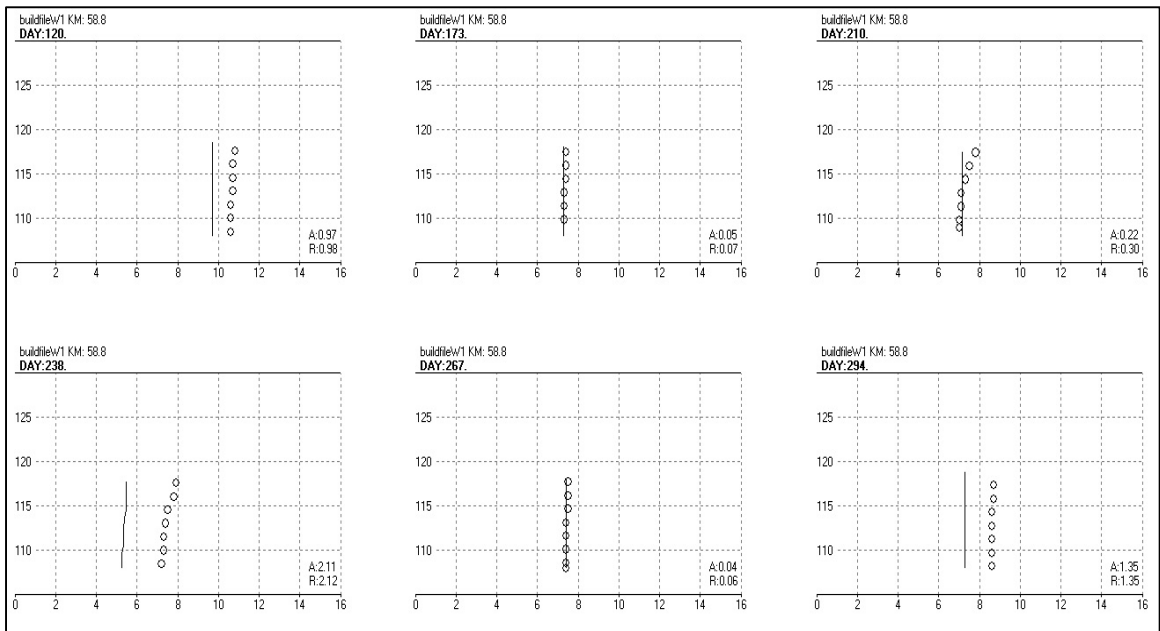 buildfileW1 KM: 58.8
DAY:120.
125
120
115
110
A:0.97
R:0.98
0 2 4 6 8 10 12 14 16
buildfileW1 KM: 58.8
DAY:173.
125
120
115
110
A:0.05
R:0.07
0 2 4 6 8 10 12 14 16
buildfileW1 KM: 58.8
DAY:210.
125
120
115
110
A:0.22
R:0.30
0 2 4 6 8 10 12 14 16
buildfileW1 KM: 58.8
DAY:238.
125
120
115
110
A:2.11
R:2.12
0 2 4 6 8 10 12 14 16
buildfileW1 KM: 58.8
DAY:267.
125
120
115
110
A:0.04
R:0.06
0 2 4 6 8 10 12 14 16
buildfileW1 KM: 58.8
DAY:294.
125
120
115
110
A:1.35
R:1.35
0 2 4 6 8 10 12 14 16